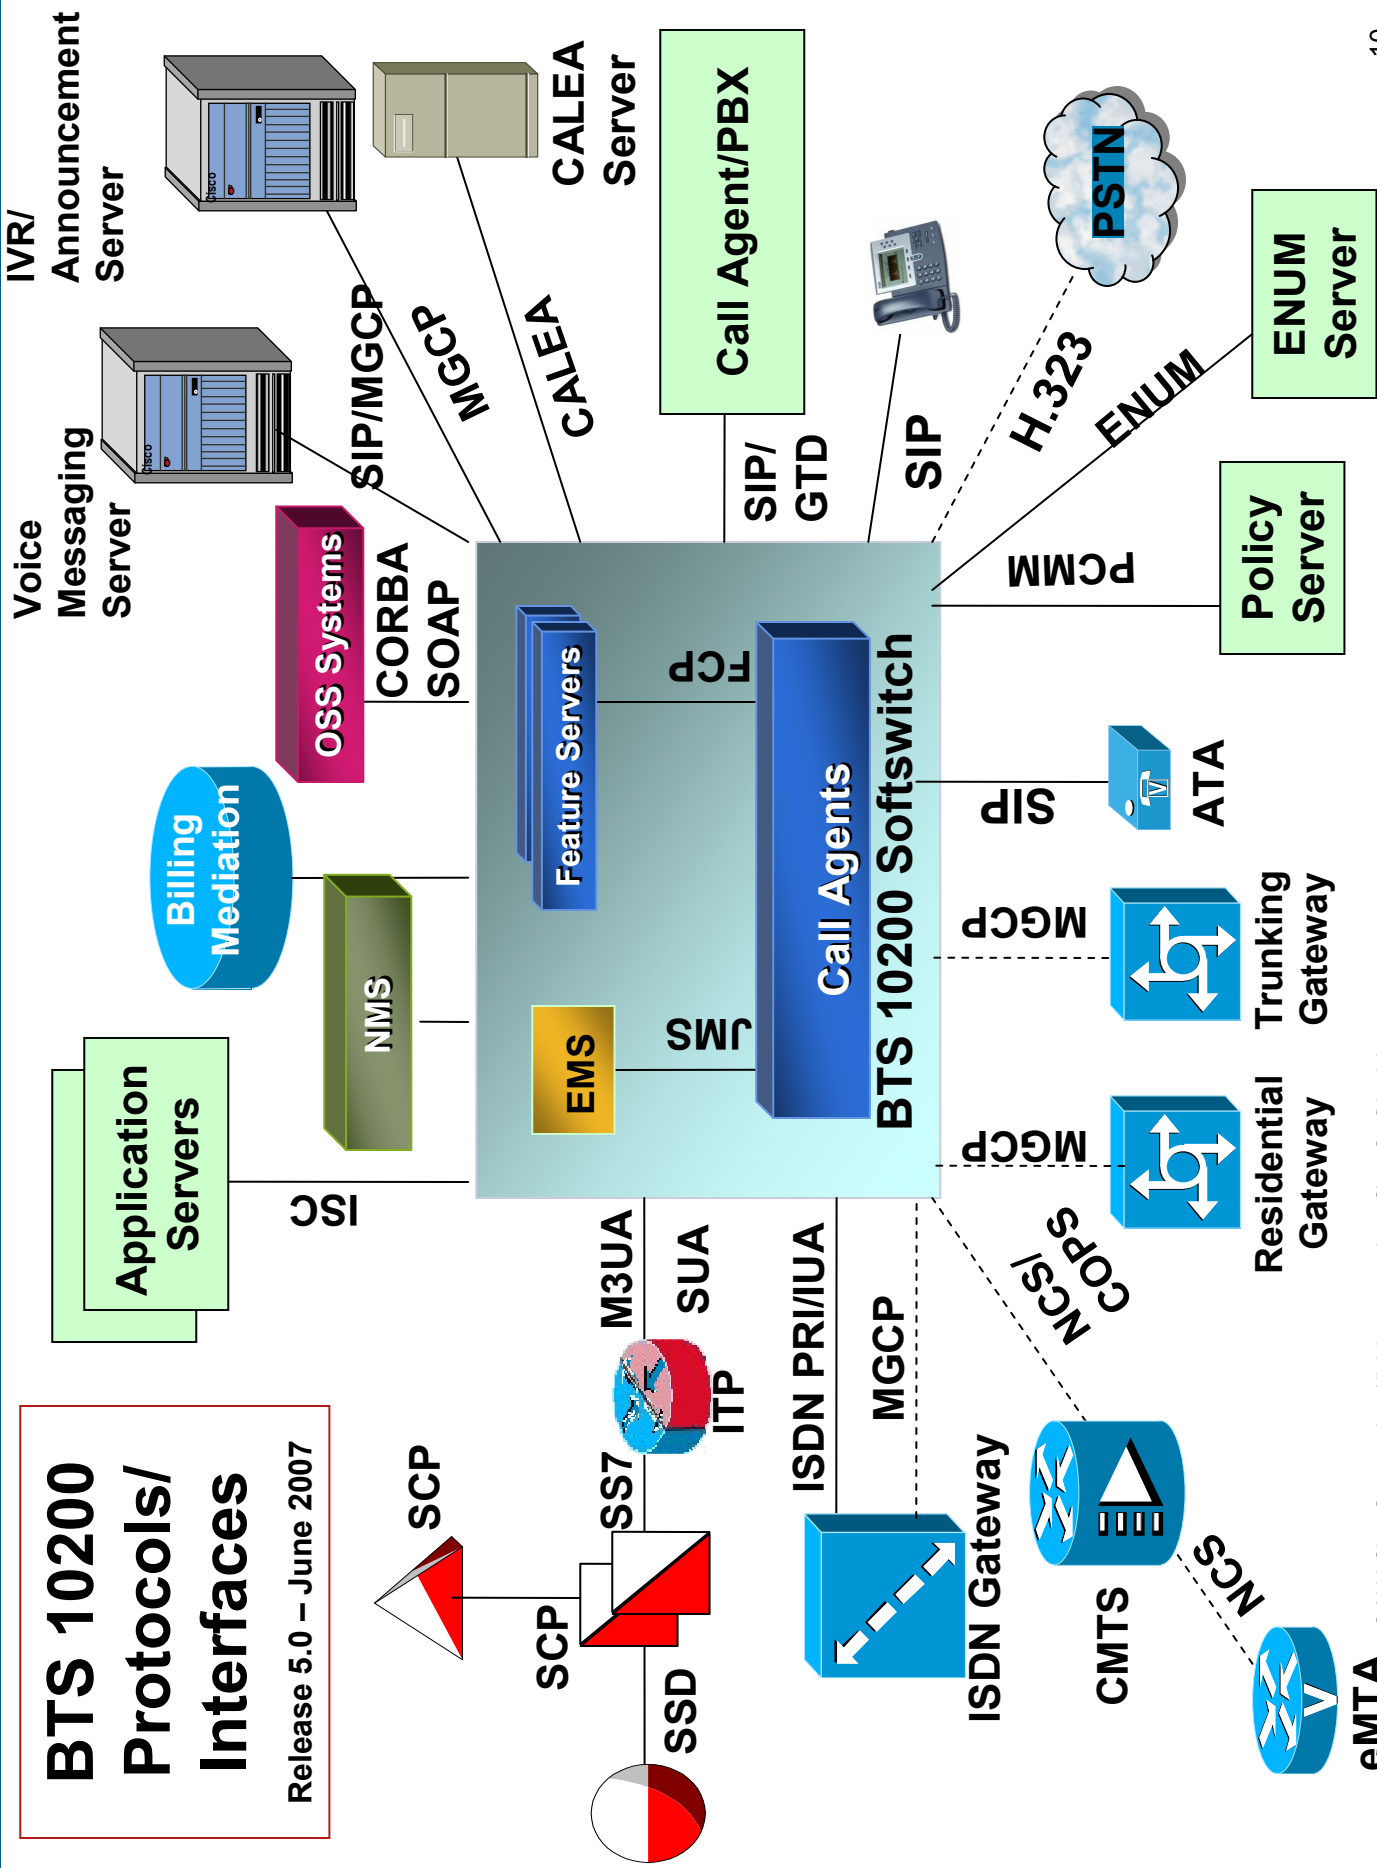 BTS 10200
Protocols/
Interfaces
Release 5.0 – June 2007
Application
Servers
ISC
NMS
Billing
Mediation
OSS Systems
CORBA
SOAP
Voice
Messaging
Server
Cisco
SIP/MGCP
IVR/
Announcement
Server
Cisco
MGCP
CALEA
Server
CALEA
Call Agent/PBX
SIP/
GTD
SIP
PSTN
H.323
ENUM
ENUM
Server
PCMM
Policy
Server
EMS
JMS
Feature Servers
FCP
Call Agents
BTS 10200 Softswitch
SCP
SCP
SS7
SSD
ITP
M3UA
SUA
ISDN PRI/IUA
MGCP
ISDN Gateway
NCS/
COPS
CMTS
NCS
eMTA
V
MGCP
Residential
Gateway
MGCP
Trunking
Gateway
SIP
V
ATA